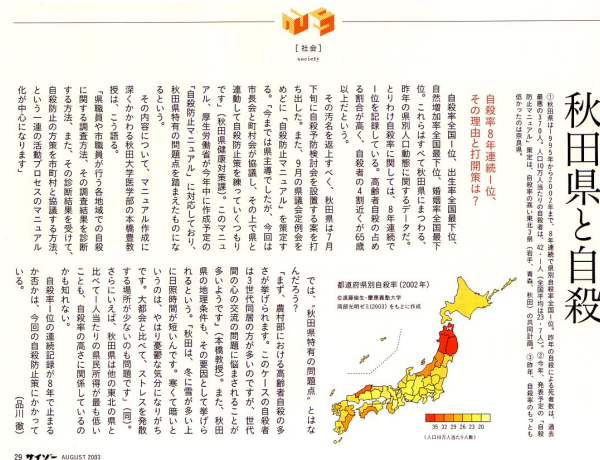 [社会]
society
秋田県と自殺
①秋田県は1995年から2002年まで、8年連続で県別自殺率全国1位。昨年の自殺による死者数は、過去
最悪の370人。人口10万人当たりの自殺者は、42・1人（全国平均は23・7人）。②今年、発表予定の「自殺
防止マニュアル」策定は、自殺率の高い東北3県（岩手、青森、秋田）の共同計画。③昨年、自殺率のもっとも
低かったのは奈良県。
自殺率8年連続1位、
その理由と打開策は？
自殺率全国1位、出生率全国最下位、
自然増加率全国最下位、婚姻率全国最下
位。これらはすべて秋田県にまつわる、
昨年の県別人口動態に関するデータだ。
とりわけ自殺率に関しては、8年連続で
1位を記録している。高齢者自殺の占め
る割合が高く、自殺者の4割近くが65歳
以上だという。
その汚名を返上すべく、秋田県は7月
下旬に自殺予防検討会を設置する案を打
ち出した。また、9月の県議会定例会を
めどに「自殺防止マニュアル」を策定す
る。「今までは県主導でしたが、今回は
市長会と町村会が協議し、その上で県と
連動して自殺防止策を練っていくつもり
です」（秋田県健康対策課）。このマニュ
アル、厚生労働省が今年中に作成予定の
「自殺防止マニュアル」に対応しており、
秋田県特有の問題点を踏まえたものにな
るという。
その内容について、マニュアル作成に
深くかかわる秋田大学医学部の本橋豊教
授は、こう語る。
「県職員や市町職員が行う各地域での自殺
に関する調査方法、その調査結果を診断
する方法、また、その診断結果を受けて、
自殺防止の方策を市町村と協議する方法、
という一連の活動プロセスのマニュアル
化が中心になります」
では、“秋田県特有の問題点”とはな
んだろう？
「まず、農村部における高齢者自殺の多
さが挙げられます。このケースの自殺者
は3世代同居の方が多いのですが、世代
間の心の交流の問題に悩まされることが
多いようです」（本橋教授）。また、秋田
県の地理条件も、その要因として挙げら
れるという。「秋田は、冬に雪が多い上
に日照時間が短いんです。寒くて暗いと
いうのは、やはり憂鬱な気分になりがち
です。大都会と比べて、ストレスを発散
する場所が少ないのも問題です」（同）。
さらにいえば、秋田県は他の東北の県と
比べて一人当たりの県民所得が最も低い
ことも、自殺率の高さに関係しているの
かも知れない。
自殺率1位の連続記録が8年で止まる
か否かは、今回の自殺防止策にかかって
いる。
（品川 徹）
都道府県別自殺率（2002年）
©遠藤倫生・慶應義塾大学
岡部光明ゼミ(2003)をもとに作成
35 32 29 26 23 20
（人口10万人当たり人数）
29 サイゾー AUGUST 2003